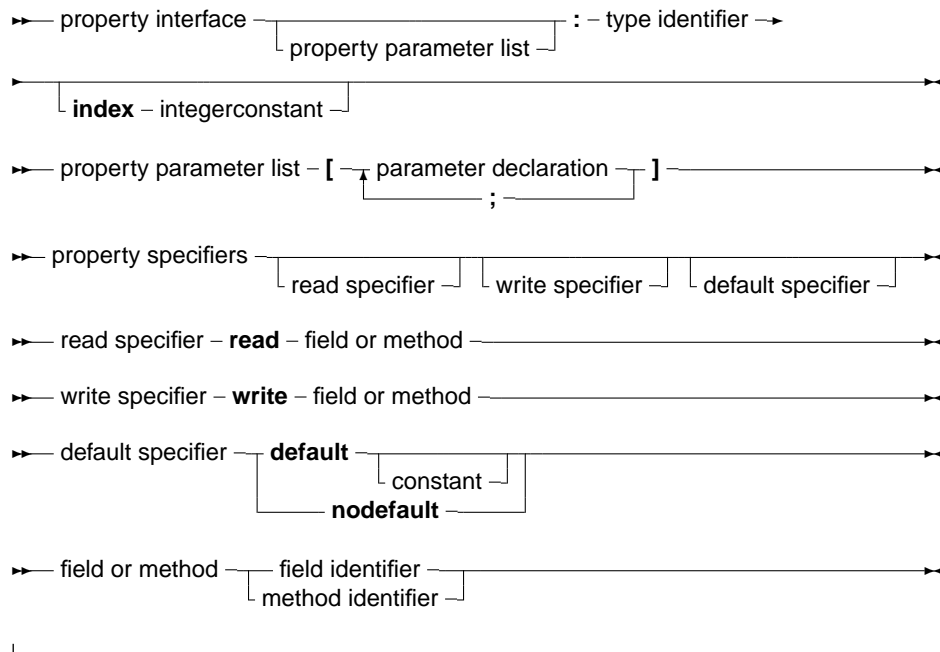 property interface : type identifier
property parameter list
index integerconstant
property parameter list [ parameter declaration ]
;
property specifiers
read specifier write specifier default specifier
read specifier read field or method
write specifier write field or method
default specifier default
constant
nodefault
field or method field identifier
method identifier